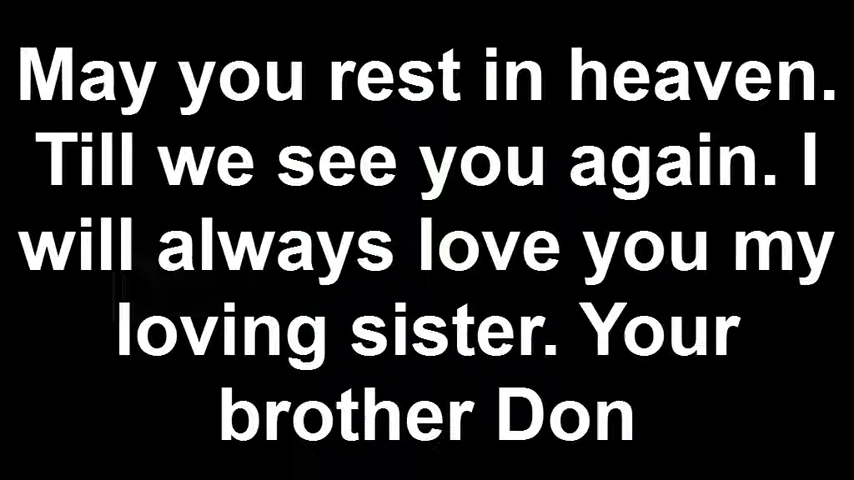 May you rest in heaven.
Till we see you again. I
will always love you my
loving sister. Your
brother Don